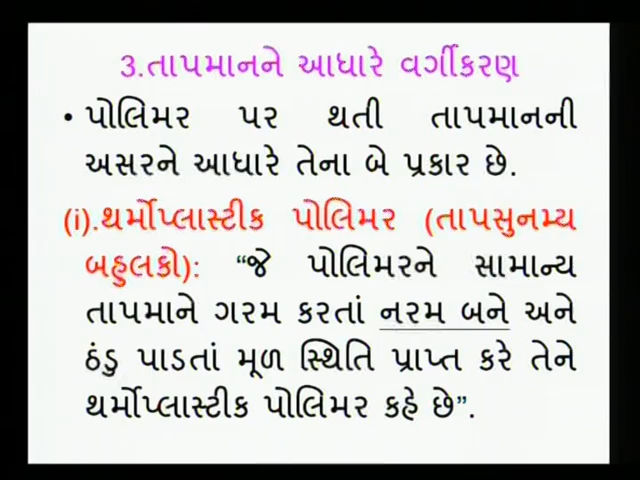 3.તાપમાનને આધારે વર્ગીકરણ
• પોલિમર પર થતી તાપમાનની
અસરને આધારે તેના બે પ્રકાર છે.
(i).થર્મોપ્લાસ્ટીક પોલિમર (તાપસુનમ્ય
બહુલકો): “જે પોલિમરને સામાન્ય
તાપમાને ગરમ કરતાં નરમ બને અને
ઠંડુ પાડતાં મૂળ સ્થિતિ પ્રાપ્ત કરે તેને
થર્મોપ્લાસ્ટીક પોલિમર કહે છે”.